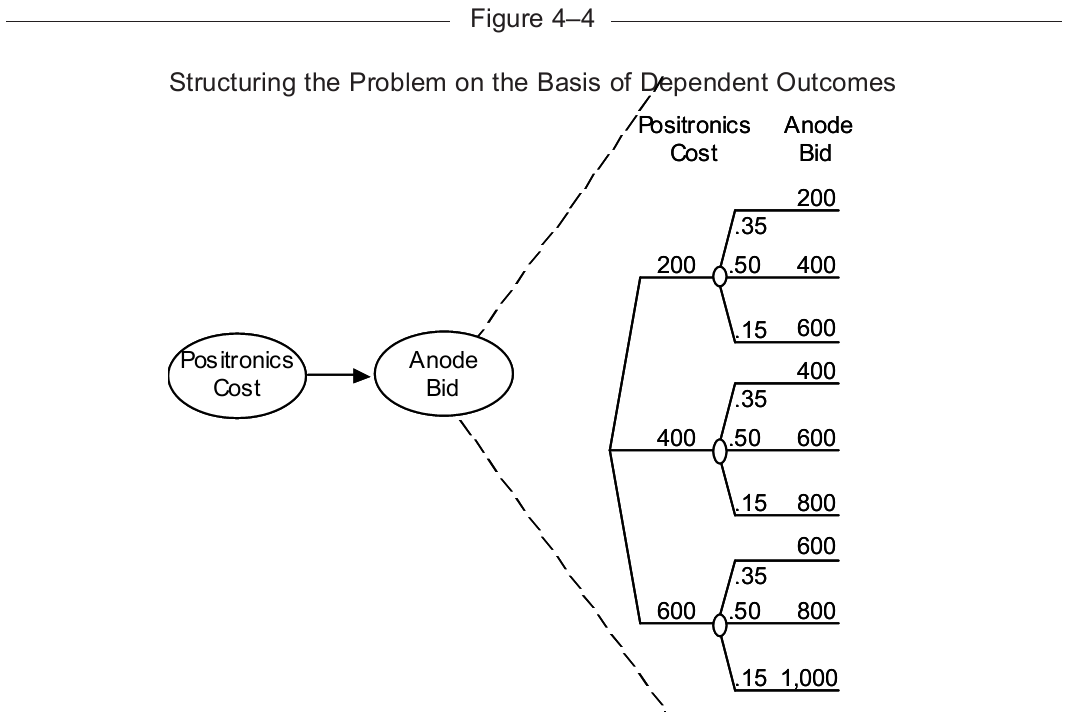 Figure 4–4
Structuring the Problem on the Basis of Dependent Outcomes
Positronics Anode
Cost Bid
200
.35
200 .50 400
.15 600
400
.35
Positronics
Cost
Anode
Bid
400 .50 600
.15 800
600
.35
600 .50 800
.15 1,000